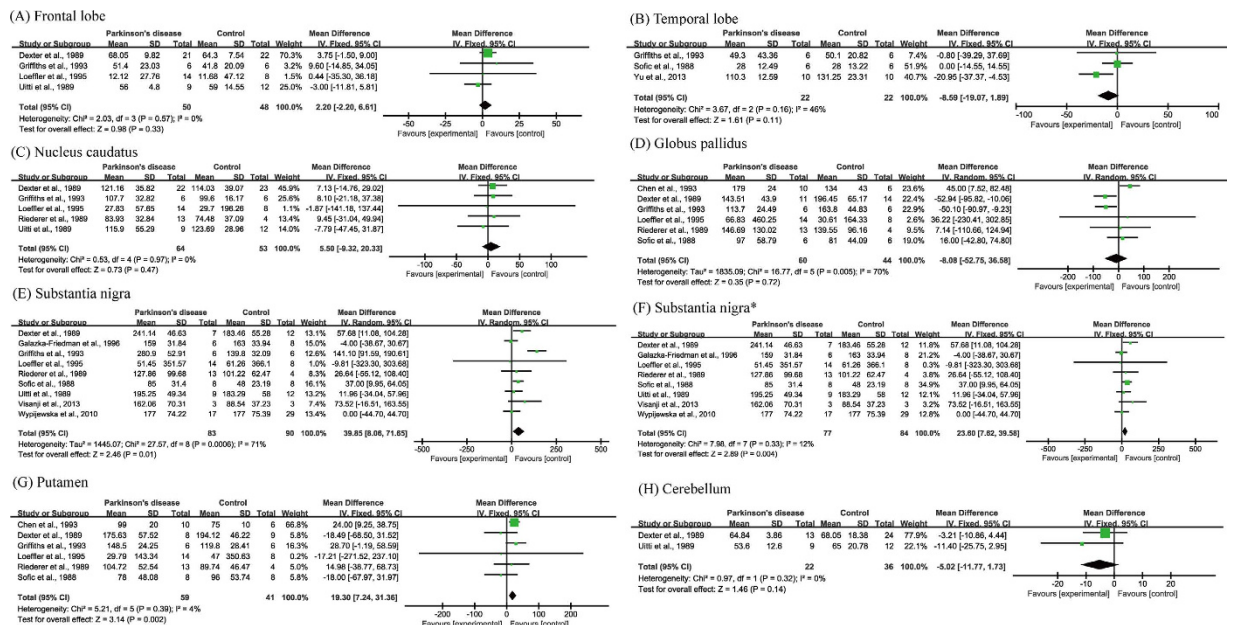 (A) Frontal lobe
Parkinson's disease Control Mean Difference Mean Difference
Study or Subgroup Mean SD Total Mean SD Total Weight IV. Fixed. 95% CI IV. Fixed. 95% CI
Dexter et al., 1989 68.05 9.82 21 64.3 7.54 22 70.3% 3.75 [-1.50, 9.00]
Griffiths et al., 1993 51.4 23.03 6 41.8 20.09 6 3.2% 9.60 [-14.85, 34.05]
Loeffler et al., 1995 12.12 27.76 14 11.68 47.12 8 1.5% 0.44 [-35.30, 36.18]
Uitti et al., 1989 56 4.8 9 59 14.55 12 25.0% -3.00 [-11.81, 5.81]
Total (95% CI) 50 48 100.0% 2.20 [-2.20, 6.61]
Heterogeneity: Chi² = 2.03, df = 3 (P = 0.57); I² = 0%
Test for overall effect: Z = 0.98 (P = 0.33)
-50 -25 0 25 50
Favours [experimental] Favours [control]
(B) Temporal lobe
Parkinson's disease Control Mean Difference Mean Difference
Study or Subgroup Mean SD Total Mean SD Total Weight IV. Fixed. 95% CI IV. Fixed. 95% CI
Griffiths et al., 1993 49.3 43.36 6 50.1 20.82 6 7.4% -0.80 [-39.29, 37.69]
Sofic et al., 1988 28 12.49 6 28 13.22 6 51.9% 0.00 [-14.55, 14.55]
Yu et al., 2013 110.3 12.59 10 131.25 23.31 10 40.7% -20.95 [-37.37, -4.53]
Total (95% CI) 22 22 100.0% -8.59 [-19.07, 1.89]
Heterogeneity: Chi² = 3.67, df = 2 (P = 0.16); I² = 46%
Test for overall effect: Z = 1.61 (P = 0.11)
-100 -50 0 50 100
Favours [experimental] Favours [control]
(C) Nucleus caudatus
Parkinson's disease Control Mean Difference Mean Difference
Study or Subgroup Mean SD Total Mean SD Total Weight IV. Fixed. 95% CI IV. Fixed. 95% CI
Dexter et al., 1989 121.16 35.82 22 114.03 39.07 23 45.9% 7.13 [-14.76, 29.02]
Griffiths et al., 1993 107.7 32.82 6 99.6 16.17 6 25.6% 8.10 [-21.18, 37.38]
Loeffler et al., 1995 27.83 57.85 14 29.7 198.26 8 1.1% -1.87 [-141.18, 137.44]
Riederer et al., 1989 83.93 32.84 13 74.48 37.09 4 13.4% 9.45 [-31.04, 49.94]
Uitti et al., 1989 115.9 55.29 9 123.69 28.96 12 14.0% -7.79 [-47.45, 31.87]
Total (95% CI) 64 53 100.0% 5.50 [-9.32, 20.33]
Heterogeneity: Chi² = 0.53, df = 4 (P = 0.97); I² = 0%
Test for overall effect: Z = 0.73 (P = 0.47)
-100 -50 0 50 100
Favours [experimental] Favours [control]
(D) Globus pallidus
Parkinson's disease Control Mean Difference Mean Difference
Study or Subgroup Mean SD Total Mean SD Total Weight IV. Random. 95% CI IV. Random. 95% CI
Chen et al., 1993 179 24 10 134 43 6 23.6% 45.00 [7.52, 82.48]
Dexter et al., 1989 143.51 43.9 11 196.45 65.17 14 -52.94 [-95.82, -10.06]
Griffiths et al., 1993 113.7 24.49 6 163.8 44.83 6 -50.10 [-90.97, -9.23]
Loeffler et al., 1995 66.83 460.25 14 30.61 164.33 8 36.22 [-230.41, 302.85]
Riederer et al., 1989 146.69 130.02 13 139.55 96.16 4 7.14 [-110.66, 124.94]
Sofic et al., 1988 97 58.79 6 81 44.09 6 16.00 [-42.80, 74.80]
Total (95% CI) 60 44 100.0% -8.08 [-52.75, 36.58]
Heterogeneity: Tau² = 1835.09; Chi² = 16.77, df = 5 (P = 0.005); I² = 70%
Test for overall effect: Z = 0.35 (P = 0.72)
-200 -100 0 100 200
Favours [experimental] Favours [control]
(E) Substantia nigra
Parkinson's disease Control Mean Difference Mean Difference
Study or Subgroup Mean SD Total Mean SD Total Weight IV. Random. 95% CI IV. Random. 95% CI
Dexter et al., 1989 241.14 46.63 7 183.46 55.28 12 13.1% 57.68 [11.08, 104.28]
Galazka-Friedman et al., 1996 159 31.84 6 163 33.94 8 -4.00 [-38.67, 30.67]
Griffiths et al., 1993 280.9 52.91 6 139.8 32.09 6 141.10 [91.59, 190.61]
Loeffler et al., 1995 51.45 351.57 14 61.26 366.1 8 -9.81 [-323.30, 303.68]
Riederer et al., 1989 127.86 99.68 13 101.22 62.47 4 26.64 [-55.12, 108.40]
Sofic et al., 1988 85 31.4 8 48 23.19 8 37.00 [9.95, 64.05]
Uitti et al., 1989 195.25 49.34 9 183.29 58 12 11.96 [-34.04, 57.96]
Visanji et al., 2013 162.06 70.31 3 88.54 37.23 3 73.52 [-16.51, 163.55]
Wypijewska et al., 2010 177 74.22 17 177 75.39 29 0.00 [-44.70, 44.70]
Total (95% CI) 83 90 100.0% 39.85 [8.06, 71.65]
Heterogeneity: Tau² = 1445.07; Chi² = 27.57, df = 8 (P = 0.0006); I² = 71%
Test for overall effect: Z = 2.46 (P = 0.01)
-500 -250 0 250 500
Favours [experimental] Favours [control]
(F) Substantia nigra*
Parkinson's disease Control Mean Difference Mean Difference
Study or Subgroup Mean SD Total Mean SD Total Weight IV. Fixed. 95% CI IV. Fixed. 95% CI
Dexter et al., 1989 241.14 46.63 7 183.46 55.28 12 11.8% 57.68 [11.08, 104.28]
Galazka-Friedman et al., 1996 159 31.84 6 163 33.94 8 21.2% -4.00 [-38.67, 30.67]
Loeffler et al., 1995 51.45 351.57 14 61.26 366.1 8 -9.81 [-323.30, 303.68]
Riederer et al., 1989 127.86 99.68 13 101.22 62.47 4 26.64 [-55.12, 108.40]
Sofic et al., 1988 85 31.4 8 48 23.19 8 34.9% 37.00 [9.95, 64.05]
Uitti et al., 1989 195.25 49.34 9 183.29 58 12 11.96 [-34.04, 57.96]
Visanji et al., 2013 162.06 70.31 3 88.54 37.23 3 73.52 [-16.51, 163.55]
Wypijewska et al., 2010 177 74.22 17 177 75.39 29 0.00 [-44.70, 44.70]
Total (95% CI) 77 84 100.0% 23.60 [7.62, 39.58]
Heterogeneity: Chi² = 7.98, df = 7 (P = 0.33); I² = 12%
Test for overall effect: Z = 2.89 (P = 0.004)
-500 -250 0 250 500
Favours [experimental] Favours [control]
(G) Putamen
Parkinson's disease Control Mean Difference Mean Difference
Study or Subgroup Mean SD Total Mean SD Total Weight IV. Fixed. 95% CI IV. Fixed. 95% CI
Chen et al., 1993 99 20 10 75 10 6 66.8% 24.00 [9.25, 38.75]
Dexter et al., 1989 175.63 57.52 8 194.12 46.22 9 -18.49 [-68.50, 31.52]
Griffiths et al., 1993 148.5 24.25 6 119.8 28.41 6 28.70 [-1.19, 58.59]
Loeffler et al., 1995 29.79 143.34 14 47 350.63 8 -17.21 [-271.52, 237.10]
Riederer et al., 1989 104.72 52.54 13 89.74 46.47 4 14.98 [-38.77, 68.73]
Sofic et al., 1988 78 48.08 8 96 53.74 8 -18.00 [-67.97, 31.97]
Total (95% CI) 59 41 100.0% 19.30 [7.24, 31.36]
Heterogeneity: Chi² = 5.21, df = 5 (P = 0.39); I² = 4%
Test for overall effect: Z = 3.14 (P = 0.002)
-200 -100 0 100 200
Favours [experimental] Favours [control]
(H) Cerebellum
Parkinson's disease Control Mean Difference Mean Difference
Study or Subgroup Mean SD Total Mean SD Total Weight IV. Fixed. 95% CI IV. Fixed. 95% CI
Dexter et al., 1989 64.84 3.86 13 68.05 18.38 24 77.9% -3.21 [-10.86, 4.44]
Uitti et al., 1989 53.6 12.6 9 65 20.78 12 22.1% -11.40 [-25.75, 2.95]
Total (95% CI) 22 36 100.0% -5.02 [-11.77, 1.73]
Heterogeneity: Chi² = 0.97, df = 1 (P = 0.32); I² = 0%
Test for overall effect: Z = 1.46 (P = 0.14)
-20 -10 0 10 20
Favours [experimental] Favours [control]